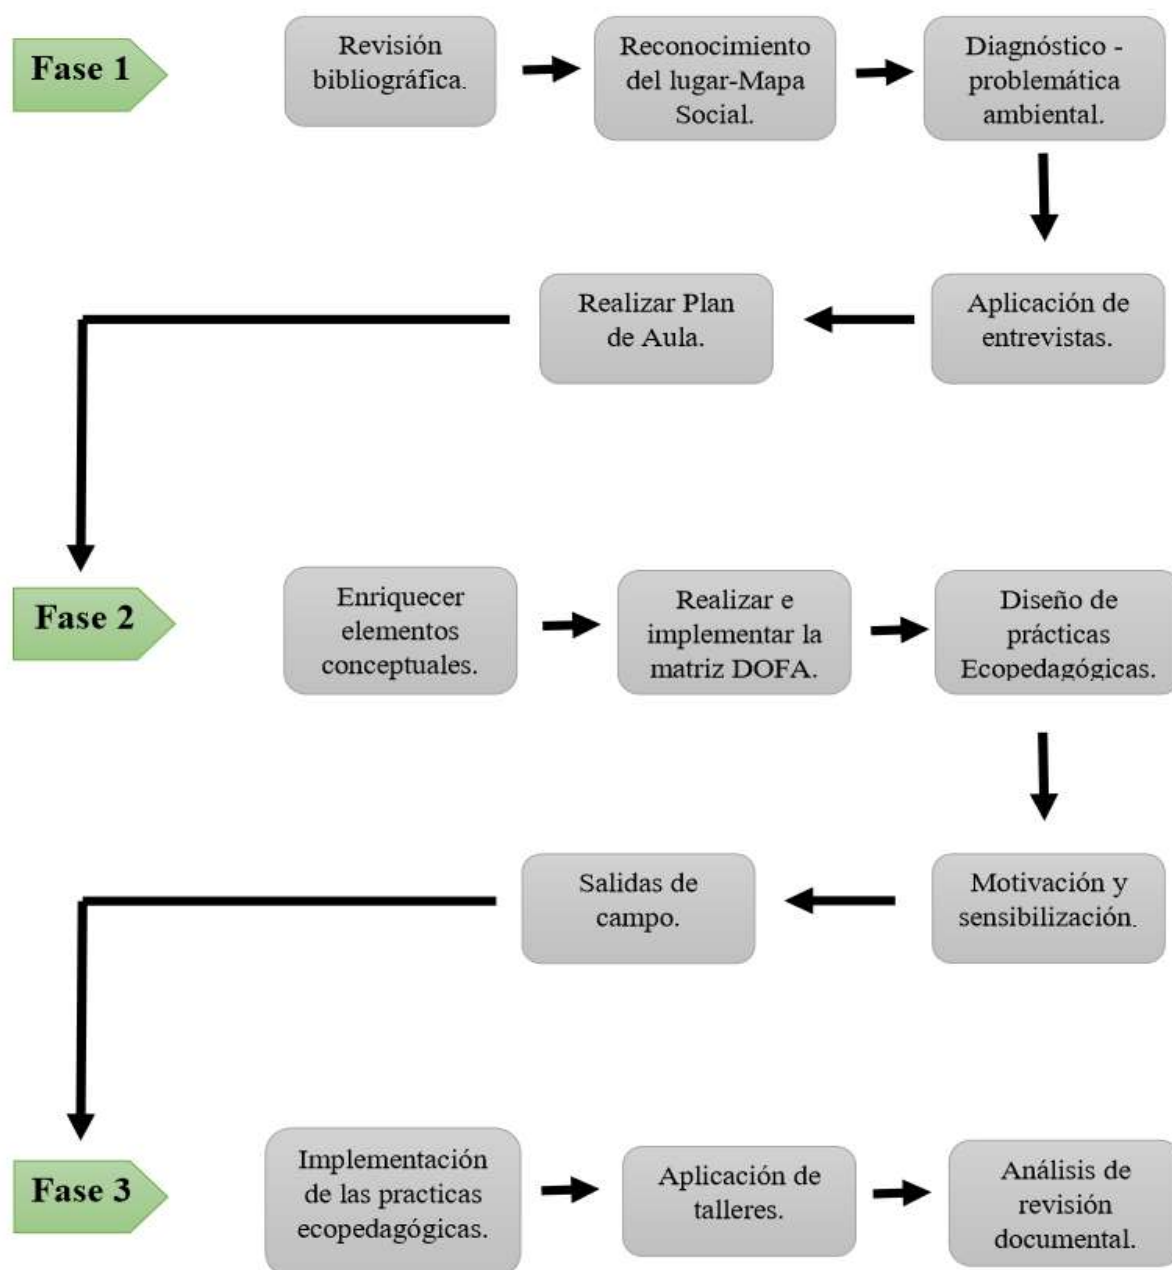 Fase 1
Revisión
bibliográfica.
Reconocimiento
del lugar-Mapa
Social.
Diagnóstico -
problemática
ambiental.
Aplicación de
entrevistas.
Realizar Plan
de Aula.
Fase 2
Enriquecer
elementos
conceptuales.
Realizar e
implementar la
matriz DOFA.
Diseño de
prácticas
Ecopedagógicas.
Motivación y
sensibilización.
Salidas de
campo.
Fase 3
Implementación
de las practicas
ecopedagógicas.
Aplicación de
talleres.
Análisis de
revisión
documental.